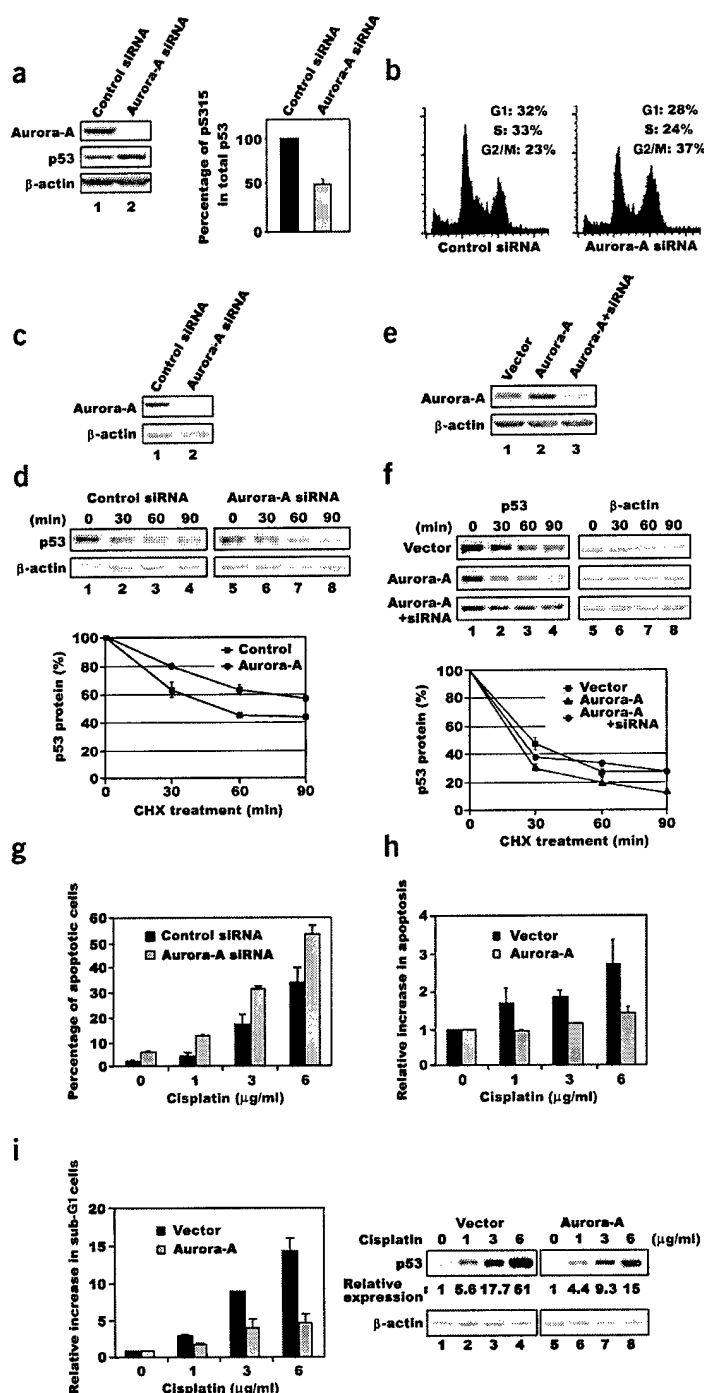 a
Control siRNA
Aurora-A siRNA
Aurora-A
p53
β-actin
1 2
Percentage of pS315
in total p53
Control siRNA
Aurora-A siRNA
100
50
0
b
G1: 32%
S: 33%
G2/M: 23%
Control siRNA
G1: 28%
S: 24%
G2/M: 37%
Aurora-A siRNA
c
Control siRNA
Aurora-A siRNA
Aurora-A
β-actin
1 2
e
Vector
Aurora-A
Aurora-A+siRNA
Aurora-A
β-actin
1 2 3
d
Control siRNA Aurora-A siRNA
(min) 0 30 60 90 0 30 60 90
p53
β-actin
1 2 3 4 5 6 7 8
p53 protein (%)
100
80
60
40
20
0
Control
Aurora-A
0 30 60 90
CHX treatment (min)
f
p53 β-actin
(min) 0 30 60 90 0 30 60 90
Vector
Aurora-A
Aurora-A
+siRNA
1 2 3 4 5 6 7 8
p53 protein (%)
100
80
60
40
20
0
Vector
Aurora-A
Aurora-A
+siRNA
0 30 60 90
CHX treatment (min)
g
Percentage of apoptotic cells
60
50
40
30
20
10
0
Control siRNA
Aurora-A siRNA
0 1 3 6
Cisplatin (µg/ml)
h
Relative increase in apoptosis
4
3
2
1
0
Vector
Aurora-A
0 1 3 6
Cisplatin (µg/ml)
i
Relative increase in sub-G1 cells
20
15
10
5
0
Vector
Aurora-A
0 1 3 6
Cisplatin (µg/ml)
Vector Aurora-A
Cisplatin 0 1 3 6 0 1 3 6 (µg/ml)
p53
Relative
expression
1 5.6 17.7 61 1 4.4 9.3 15
β-actin
1 2 3 4 5 6 7 8